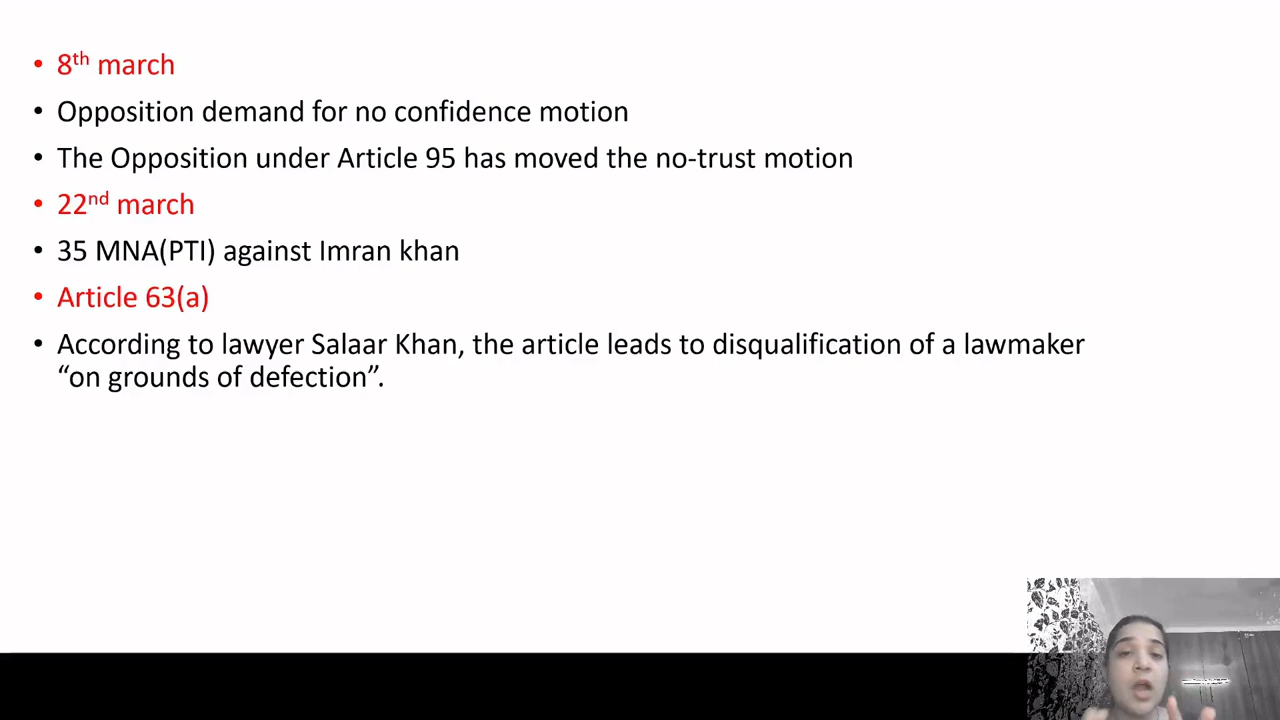 • 8th march
• Opposition demand for no confidence motion
• The Opposition under Article 95 has moved the no-trust motion
• 22nd march
• 35 MNA(PTI) against Imran khan
• Article 63(a)
• According to lawyer Salaar Khan, the article leads to disqualification of a lawmaker
“on grounds of defection”.